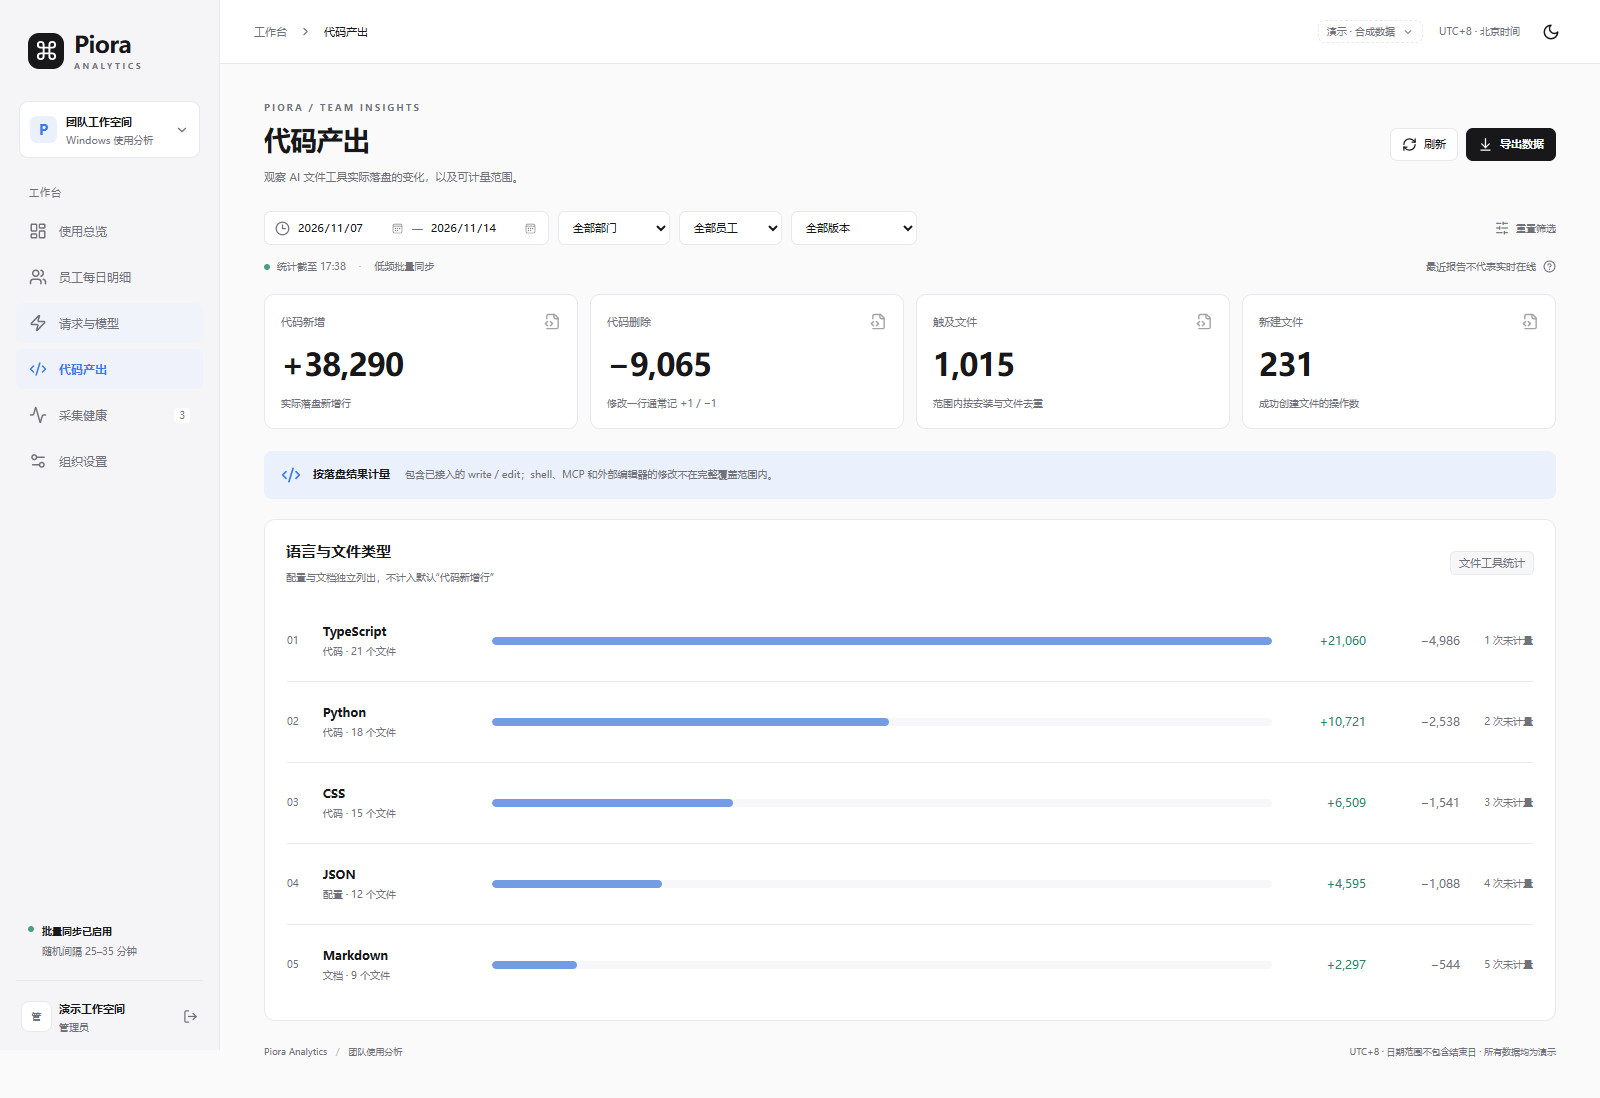 Piora
ANALYTICS
P
团队工作空间
Windows 使用分析
工作台
使用总览
员工每日明细
请求与模型
代码产出
采集健康 3
组织设置
批量同步已启用
随机间隔 25–35 分钟
管
演示工作空间
管理员
工作台 > 代码产出
演示 · 合成数据
UTC+8 · 北京时间
PIORA / TEAM INSIGHTS
代码产出
观察 AI 文件工具实际落盘的变化，以及可计量范围。
刷新
导出数据
2026/11/07 — 2026/11/14
全部部门
全部员工
全部版本
重置筛选
统计截至 17:38 · 低频批量同步
最近报告不代表实时在线
代码新增
+38,290
实际落盘新增行
代码删除
−9,065
修改一行通常记 +1 / −1
触及文件
1,015
范围内按安装与文件去重
新建文件
231
成功创建文件的操作数
按落盘结果计量 包含已接入的 write / edit；shell、MCP 和外部编辑器的修改不在完整覆盖范围内。
语言与文件类型
配置与文档独立列出，不计入默认“代码新增行”
文件工具统计
01 TypeScript +21,060 −4,986 1 次未计量
代码 · 21 个文件
02 Python +10,721 −2,538 2 次未计量
代码 · 18 个文件
03 CSS +6,509 −1,541 3 次未计量
代码 · 15 个文件
04 JSON +4,595 −1,088 4 次未计量
配置 · 12 个文件
05 Markdown +2,297 −544 5 次未计量
文档 · 9 个文件
Piora Analytics / 团队使用分析
UTC+8 · 日期范围不包含结束日 · 所有数据均为演示